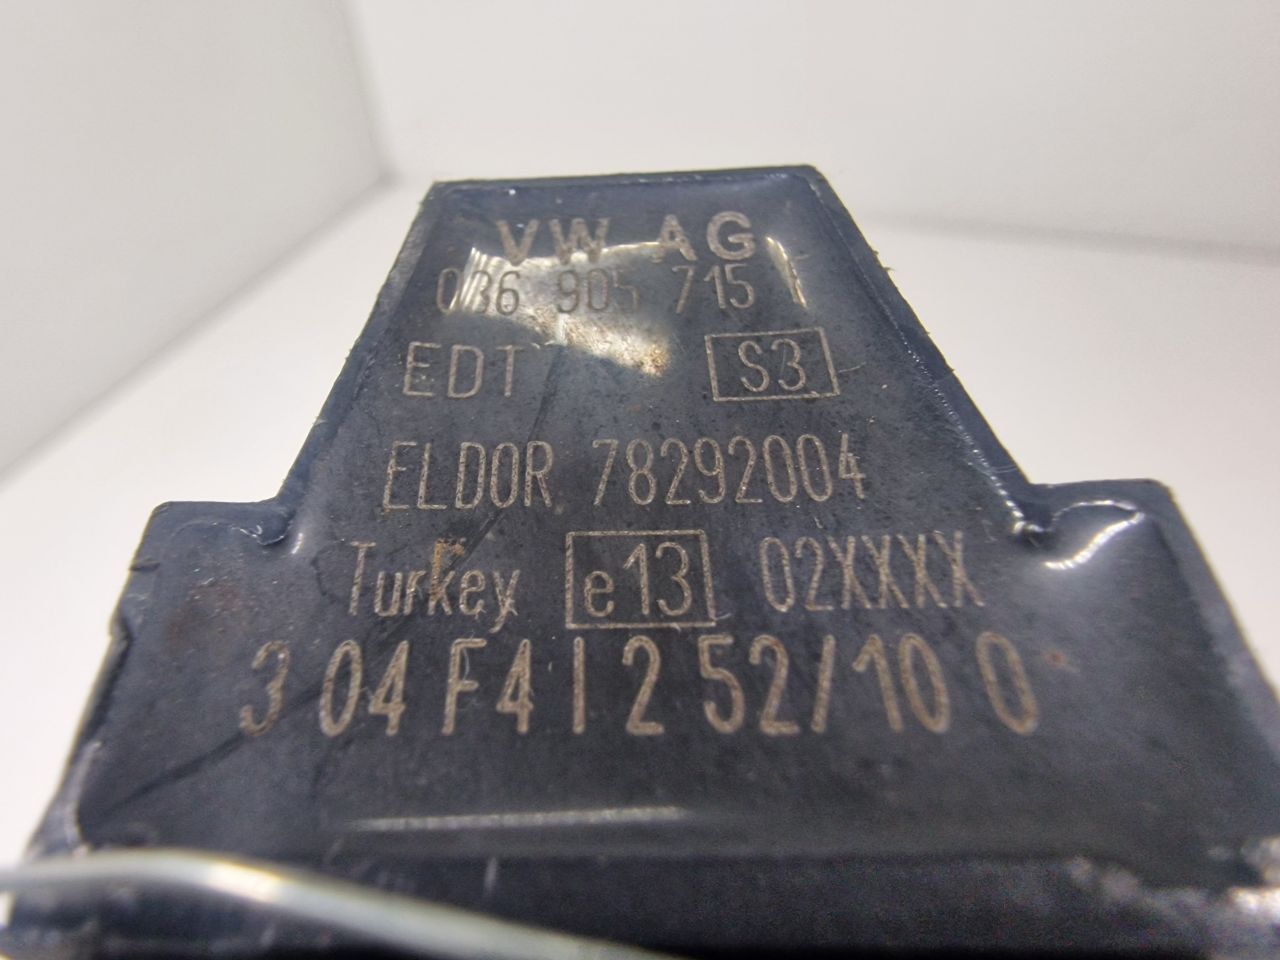 VW AG
036 905 715
EDT S3
ELDOR 78292004
Turkey e13 02XXXX
3 04 F4 I 2 52/10 0